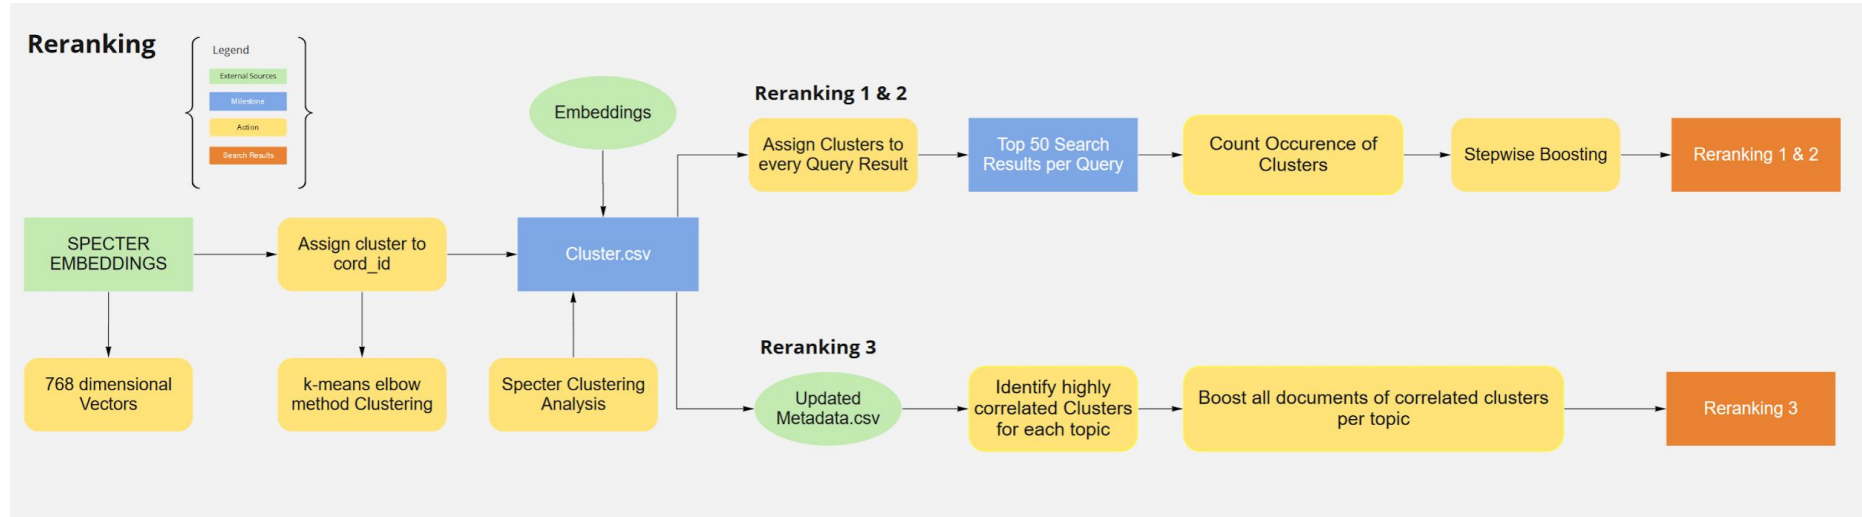 Reranking
Legend
External Sources
Milestone
Action
Search Results
Embeddings
Reranking 1 & 2
Assign Clusters to
every Query Result
Top 50 Search
Results per Query
Count Occurence of
Clusters
Stepwise Boosting
Reranking 1 & 2
SPECTER
EMBEDDINGS
Assign cluster to
cord_id
Cluster.csv
768 dimensional
Vectors
k-means elbow
method Clustering
Specter Clustering
Analysis
Reranking 3
Updated
Metadata.csv
Identify highly
correlated Clusters
for each topic
Boost all documents of correlated clusters
per topic
Reranking 3